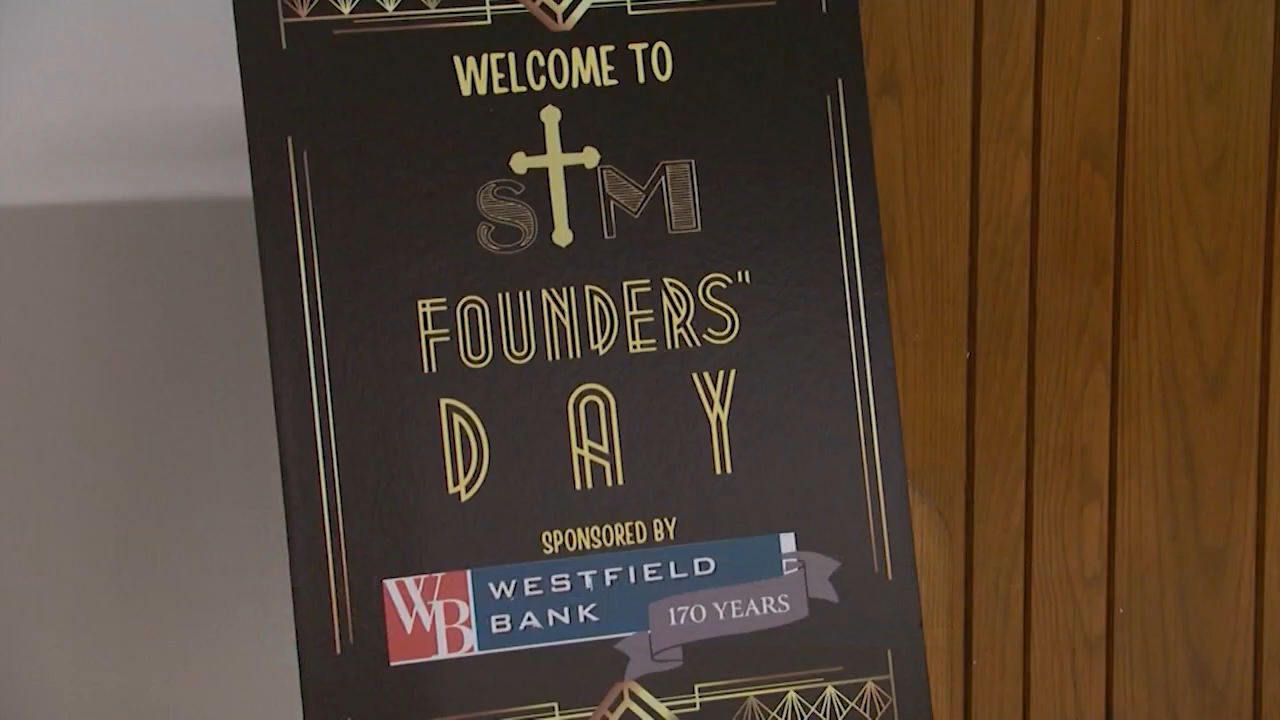 WELCOME TO
S†M
FOUNDERS"
DAY
SPONSORED BY
WB WESTFIELD
BANK
170 YEARS